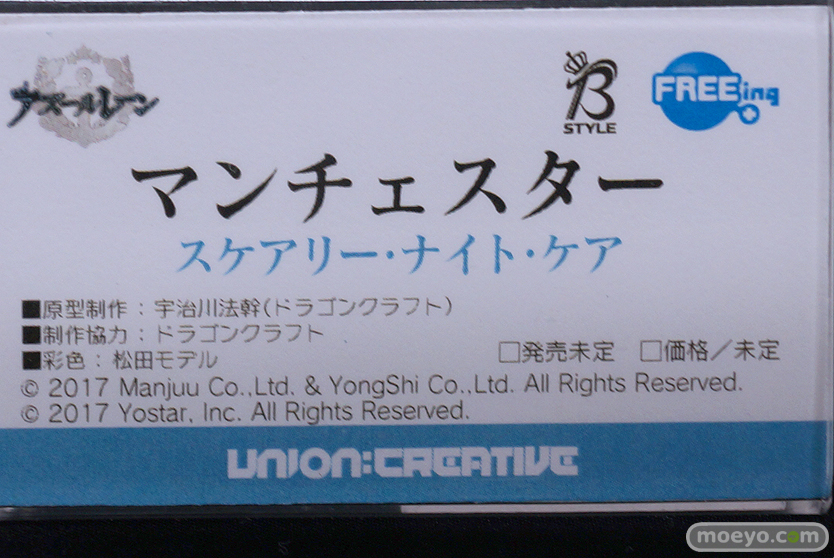 アズールレーン
B
STYLE
FREEing
マンチェスター
スケアリー・ナイト・ケア
■原型制作：宇治川法幹(ドラゴンクラフト)
■制作協力：ドラゴンクラフト
■彩色：松田モデル
□発売未定 □価格／未定
© 2017 Manjuu Co.,Ltd. & YongShi Co.,Ltd. All Rights Reserved.
© 2017 Yostar, Inc. All Rights Reserved.
UNION:CREATIVE
moeyo.com